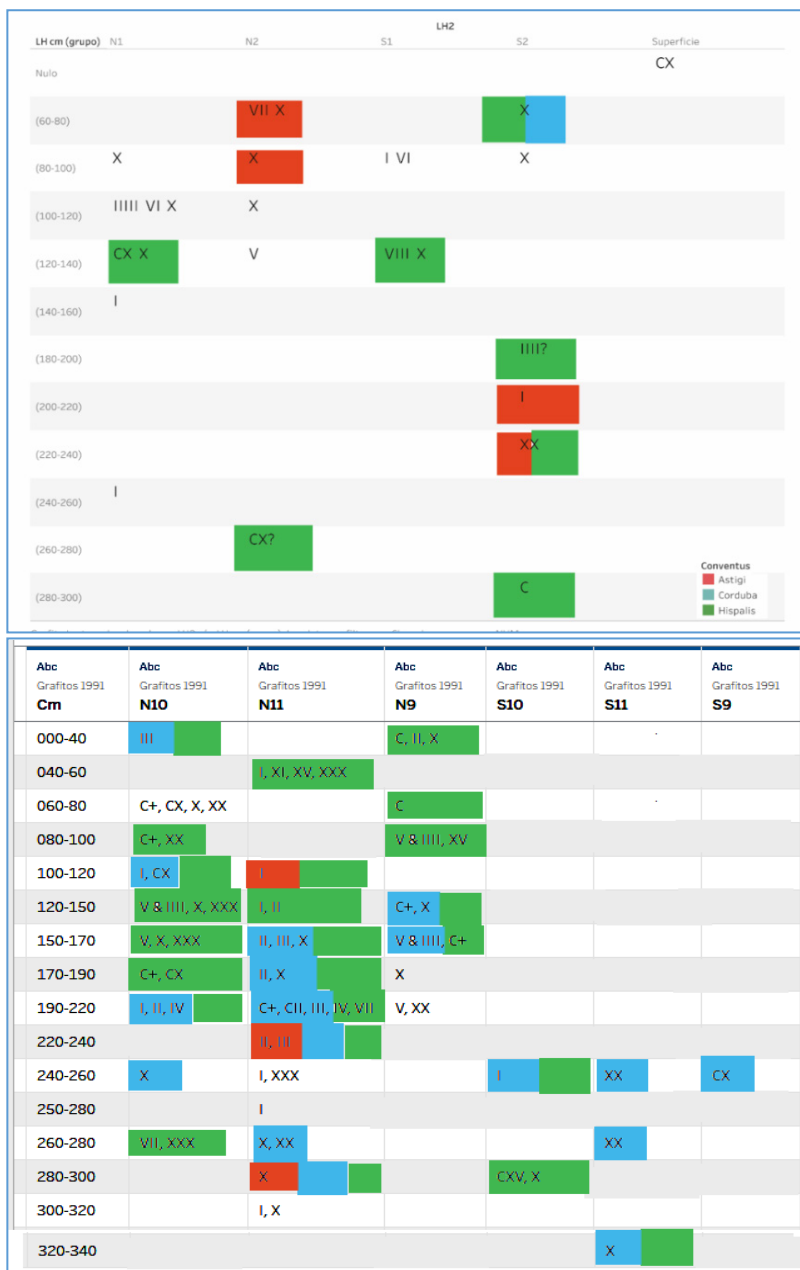 LH2
LH cm (grupo) N1 N2 S1 S2 Superficie
Nulo CX
(60-80) VII X X
(80-100) X X I VI X
(100-120) IIIII VI X X
(120-140) CX X V VIII X
(140-160) I
(180-200) IIII?
(200-220) I
(220-240) XX
(240-260) I
(260-280) CX?
(280-300) C
Conventus
Astigi
Corduba
Hispalis
Abc Abc Abc Abc Abc Abc Abc
Grafitos 1991 Grafitos 1991 Grafitos 1991 Grafitos 1991 Grafitos 1991 Grafitos 1991 Grafitos 1991
Cm N10 N11 N9 S10 S11 S9
000-40 III C, II, X
040-60 I, XI, XV, XXX
060-80 C+, CX, X, XX C
080-100 C+, XX V & IIII, XV
100-120 I, CX I
120-150 V & IIII, X, XXX I, II C+, X
150-170 V, X, XXX II, III, X V & IIII, C+
170-190 C+, CX II, X X
190-220 I, II, IV C+, CII, III, IV, VII V, XX
220-240 II, III
240-260 X I, XXX I XX CX
250-280 I
260-280 VII, XXX X, XX XX
280-300 X CXV, X
300-320 I, X
320-340 X